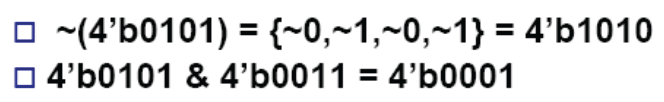 ~(4’b0101) = {~0,~1,~0,~1} = 4’b1010
4’b0101 & 4’b0011 = 4’b0001